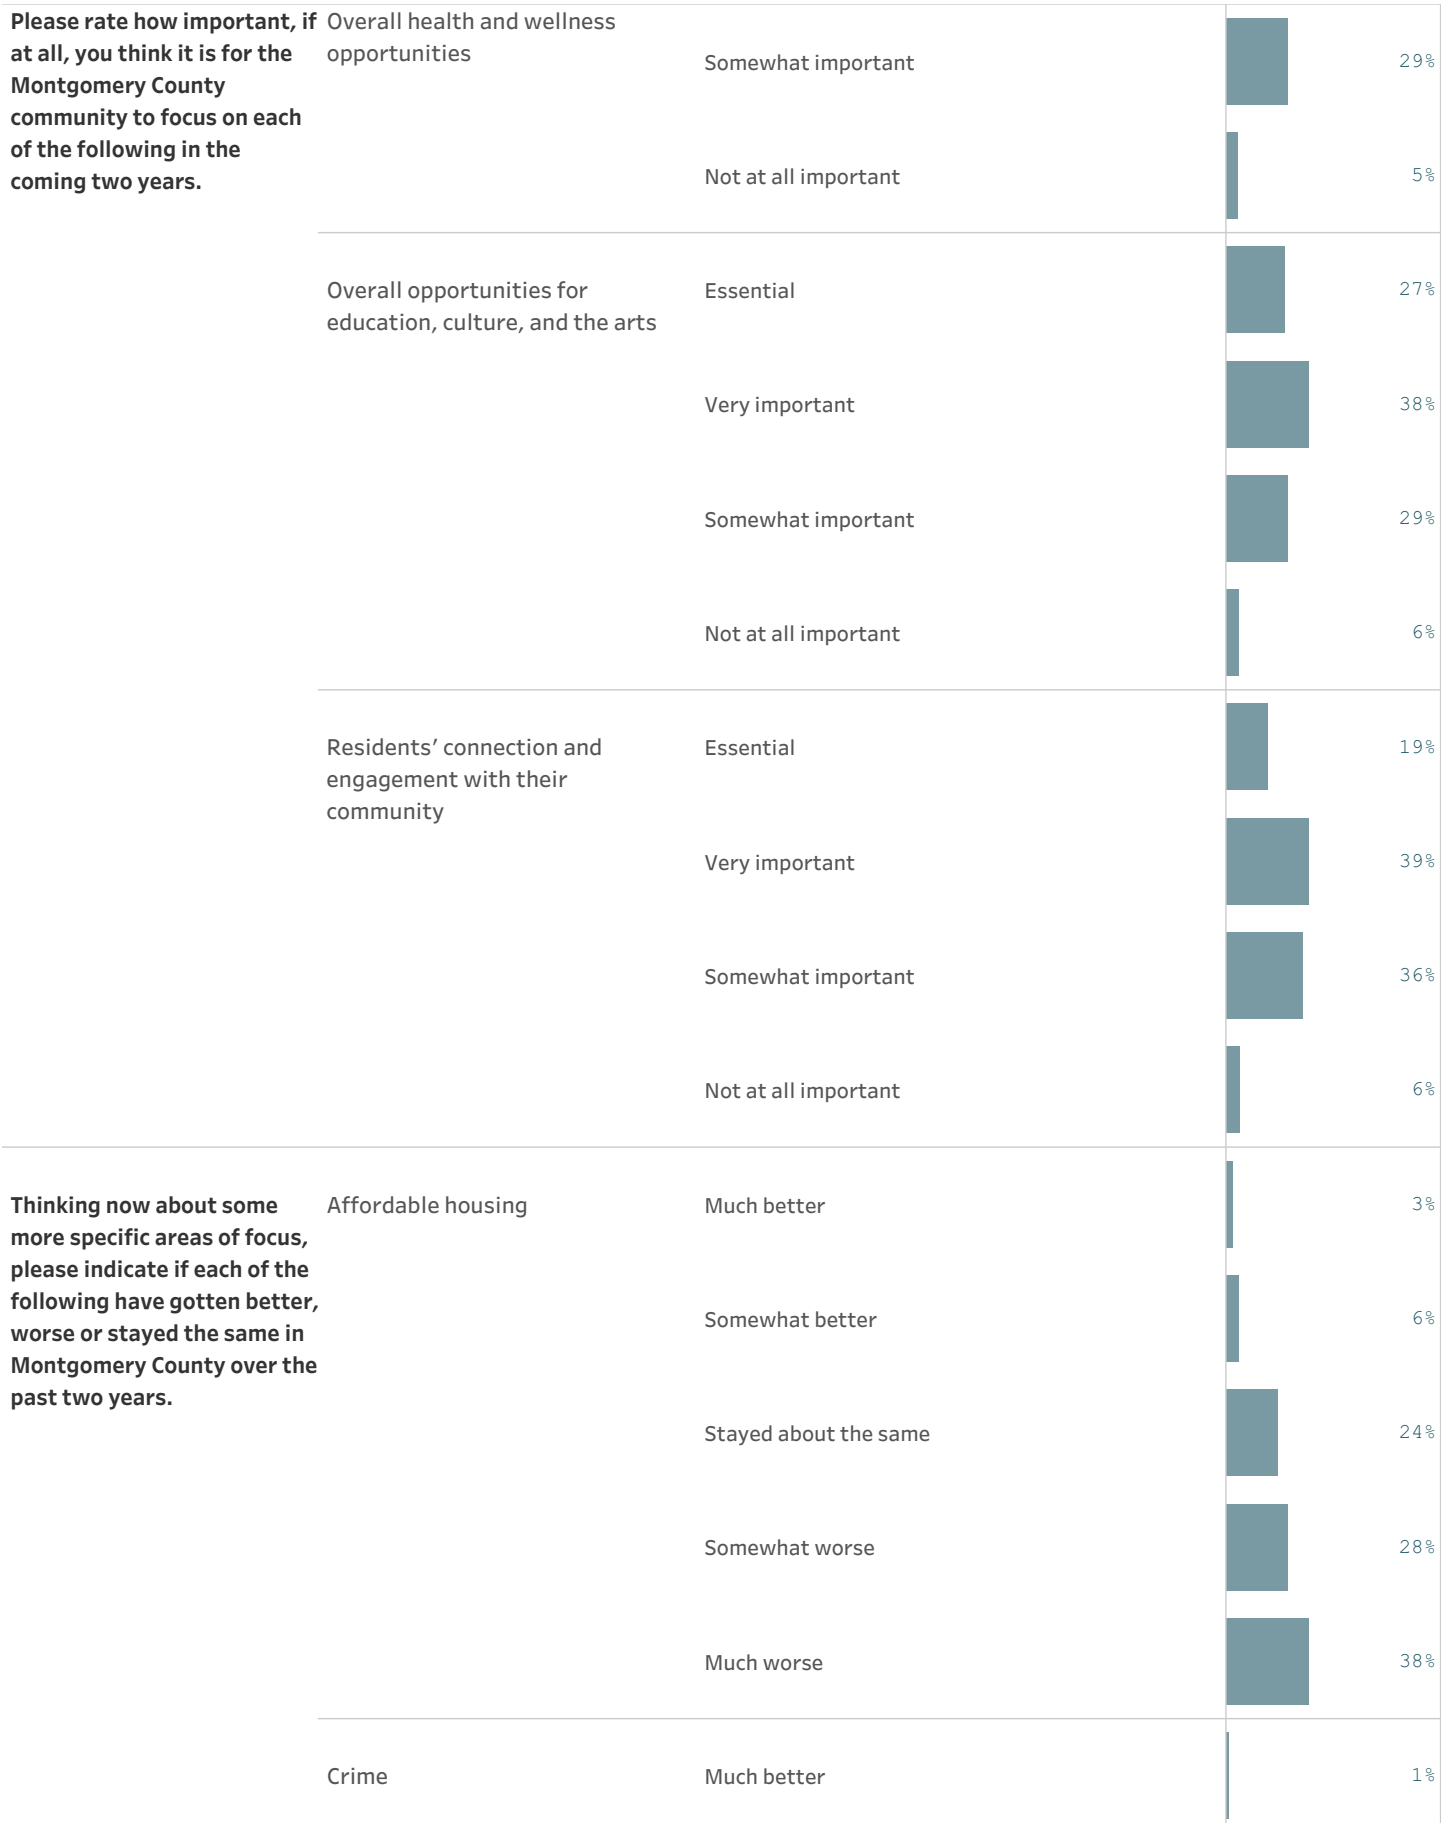 Please rate how important, if
at all, you think it is for the
Montgomery County
community to focus on each
of the following in the
coming two years.
Overall health and wellness
opportunities
Somewhat important 29%
Not at all important 5%
Overall opportunities for
education, culture, and the arts
Essential 27%
Very important 38%
Somewhat important 29%
Not at all important 6%
Residents’ connection and
engagement with their
community
Essential 19%
Very important 39%
Somewhat important 36%
Not at all important 6%
Thinking now about some
more specific areas of focus,
please indicate if each of the
following have gotten better,
worse or stayed the same in
Montgomery County over the
past two years.
Affordable housing
Much better 3%
Somewhat better 6%
Stayed about the same 24%
Somewhat worse 28%
Much worse 38%
Crime
Much better 1%